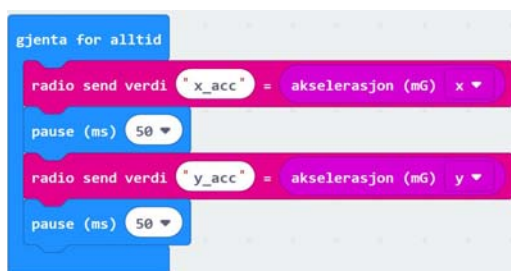 gjenta for alltid
radio send verdi "x_acc" = akselerasjon (mG) x
pause (ms) 50
radio send verdi "y_acc" = akselerasjon (mG) y
pause (ms) 50